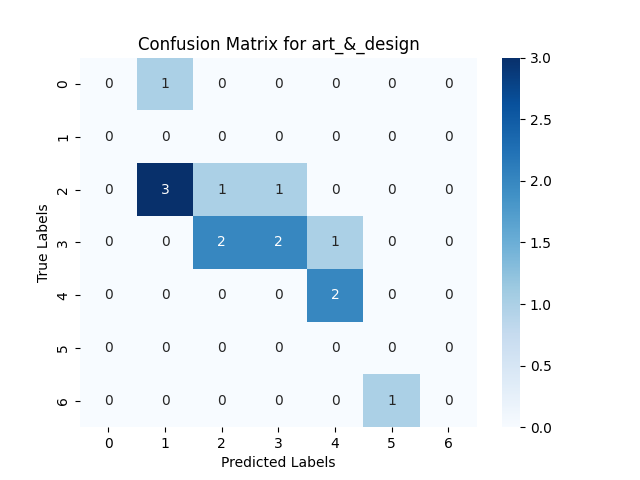 Confusion Matrix for art_&_design
True Labels
0 0 1 0 0 0 0 0
1 0 0 0 0 0 0 0
2 0 3 1 1 0 0 0
3 0 0 2 2 1 0 0
4 0 0 0 0 2 0 0
5 0 0 0 0 0 0 0
6 0 0 0 0 0 1 0
0 1 2 3 4 5 6
Predicted Labels
3.0
2.5
2.0
1.5
1.0
0.5
0.0